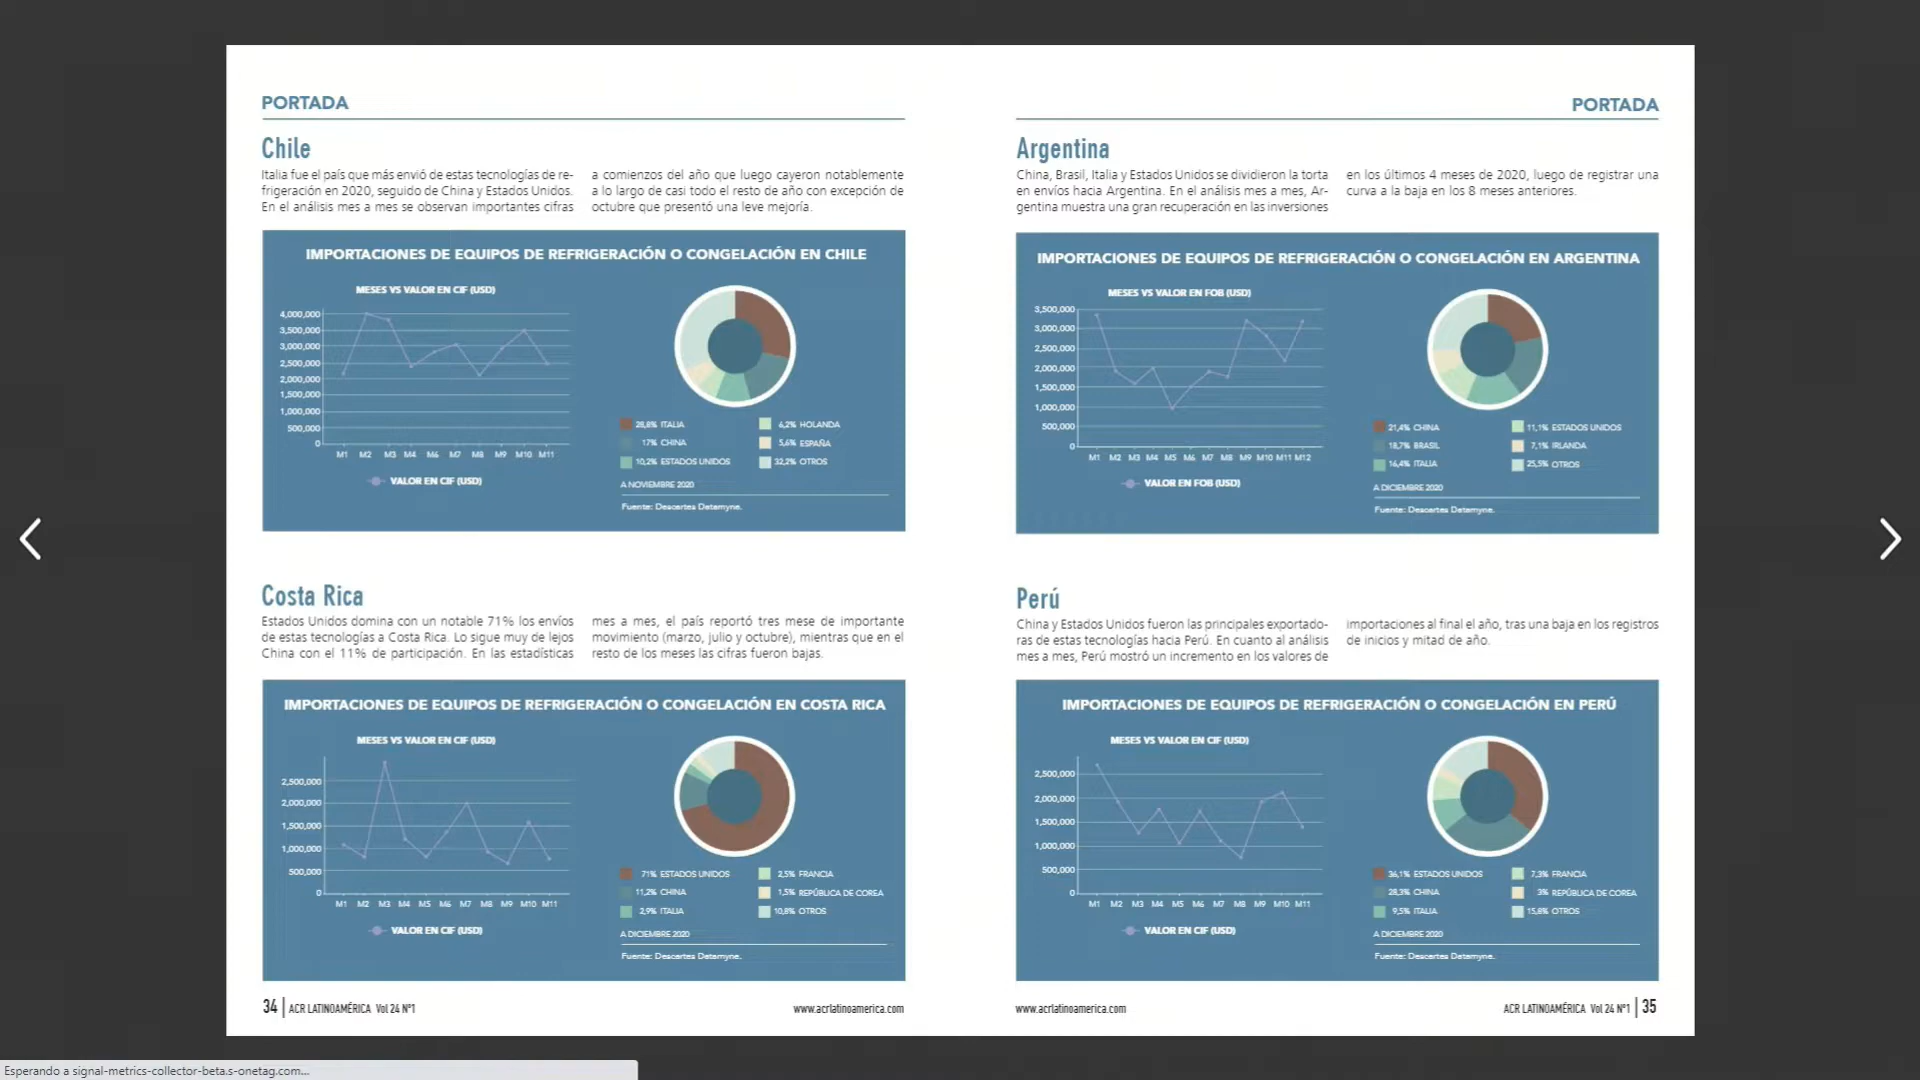 PORTADA
Chile
Italia fue el país que más envió de estas tecnologías de re-
frigeración en 2020, seguido de China y Estados Unidos.
En el análisis mes a mes se observan importantes cifras
a comienzos del año que luego cayeron notablemente
a lo largo de casi todo el resto de año con excepción de
octubre que presentó una leve mejoría.
IMPORTACIONES DE EQUIPOS DE REFRIGERACIÓN O CONGELACIÓN EN CHILE
MESES VS VALOR EN CIF (USD)
4,000,000
3,500,000
3,000,000
2,500,000
2,000,000
1,500,000
1,000,000
500,000
0
M1 M2 M3 M4 M6 M7 M8 M9 M10 M11
VALOR EN CIF (USD)
28,8% ITALIA
17% CHINA
10,2% ESTADOS UNIDOS
6,2% HOLANDA
5,6% ESPAÑA
32,2% OTROS
A NOVIEMBRE 2020
Fuente: Descartes Datamyne.
Costa Rica
Estados Unidos domina con un notable 71% los envíos
de estas tecnologías a Costa Rica. Lo sigue muy de lejos
China con el 11% de participación. En las estadísticas
mes a mes, el país reportó tres mese de importante
movimiento (marzo, julio y octubre), mientras que en el
resto de los meses las cifras fueron bajas.
IMPORTACIONES DE EQUIPOS DE REFRIGERACIÓN O CONGELACIÓN EN COSTA RICA
MESES VS VALOR EN CIF (USD)
2,500,000
2,000,000
1,500,000
1,000,000
500,000
0
M1 M2 M3 M4 M5 M6 M7 M8 M9 M10 M11
VALOR EN CIF (USD)
71% ESTADOS UNIDOS
11,2% CHINA
2,9% ITALIA
2,5% FRANCIA
1,5% REPÚBLICA DE COREA
10,8% OTROS
A DICIEMBRE 2020
Fuente: Descartes Datamyne.
34 | ACR LATINOAMÉRICA Vol 24 Nº1
www.acrlatinoamerica.com
PORTADA
Argentina
China, Brasil, Italia y Estados Unidos se dividieron la torta
en envíos hacia Argentina. En el análisis mes a mes, Ar-
gentina muestra una gran recuperación en las inversiones
en los últimos 4 meses de 2020, luego de registrar una
curva a la baja en los 8 meses anteriores.
IMPORTACIONES DE EQUIPOS DE REFRIGERACIÓN O CONGELACIÓN EN ARGENTINA
MESES VS VALOR EN FOB (USD)
3,500,000
3,000,000
2,500,000
2,000,000
1,500,000
1,000,000
500,000
0
M1 M2 M3 M4 M5 M6 M7 M8 M9 M10 M11 M12
VALOR EN FOB (USD)
21,4% CHINA
18,7% BRASIL
16,4% ITALIA
11,1% ESTADOS UNIDOS
7,1% IRLANDA
25,5% OTROS
A DICIEMBRE 2020
Fuente: Descartes Datamyne.
Perú
China y Estados Unidos fueron las principales exportado-
ras de estas tecnologías hacia Perú. En cuanto al análisis
mes a mes, Perú mostró un incremento en los valores de
importaciones al final el año, tras una baja en los registros
de inicios y mitad de año.
IMPORTACIONES DE EQUIPOS DE REFRIGERACIÓN O CONGELACIÓN EN PERÚ
MESES VS VALOR EN CIF (USD)
2,500,000
2,000,000
1,500,000
1,000,000
500,000
0
M1 M2 M3 M4 M5 M6 M7 M8 M9 M10 M11
VALOR EN CIF (USD)
36,1% ESTADOS UNIDOS
28,3% CHINA
9,5% ITALIA
7,3% FRANCIA
3% REPÚBLICA DE COREA
15,8% OTROS
A DICIEMBRE 2020
Fuente: Descartes Datamyne.
www.acrlatinoamerica.com
ACR LATINOAMÉRICA Vol 24 Nº1 | 35
Esperando a signal-metrics-collector-beta.s-onetag.com...